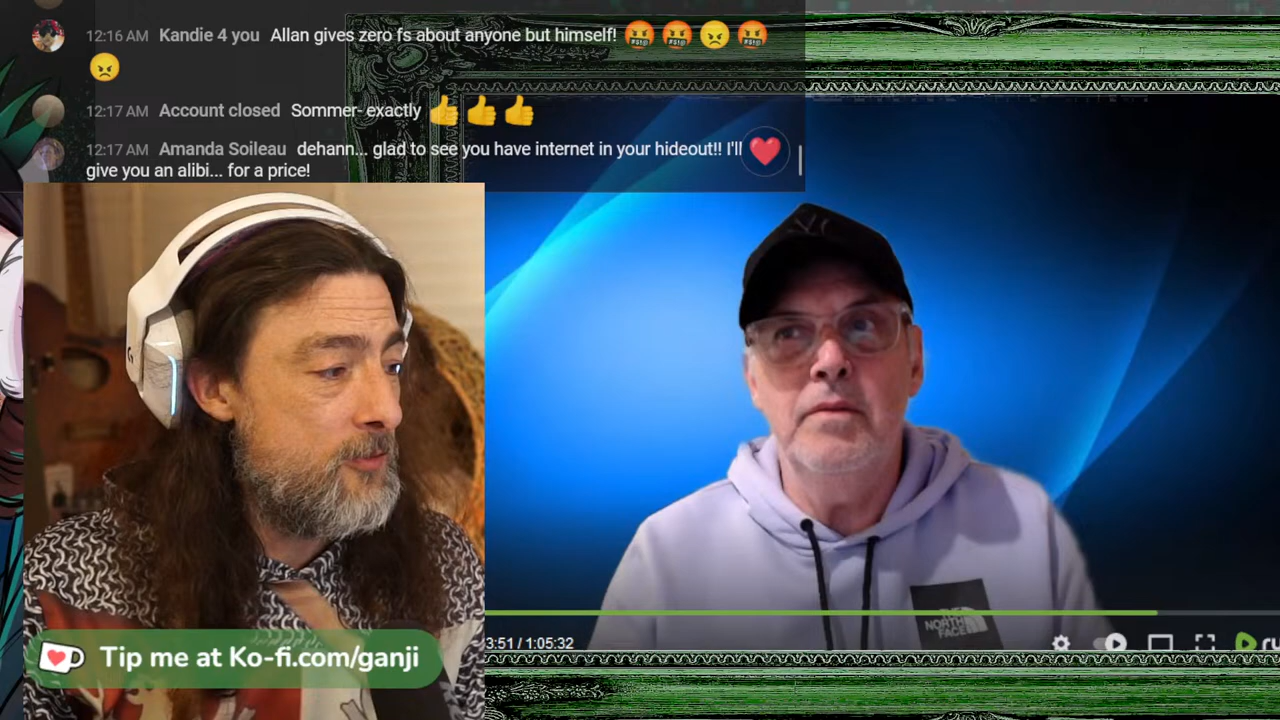 12:16 AM Kandie 4 you Allan gives zero fs about anyone but himself! 🤬 🤬 😠 🤬
😠
12:17 AM Account closed Sommer- exactly 👍 👍 👍
12:17 AM Amanda Soileau dehann... glad to see you have internet in your hideout!! I'll
give you an alibi... for a price!
NORTH
FACE
3:51 / 1:05:32
Tip me at Ko-fi.com/ganji